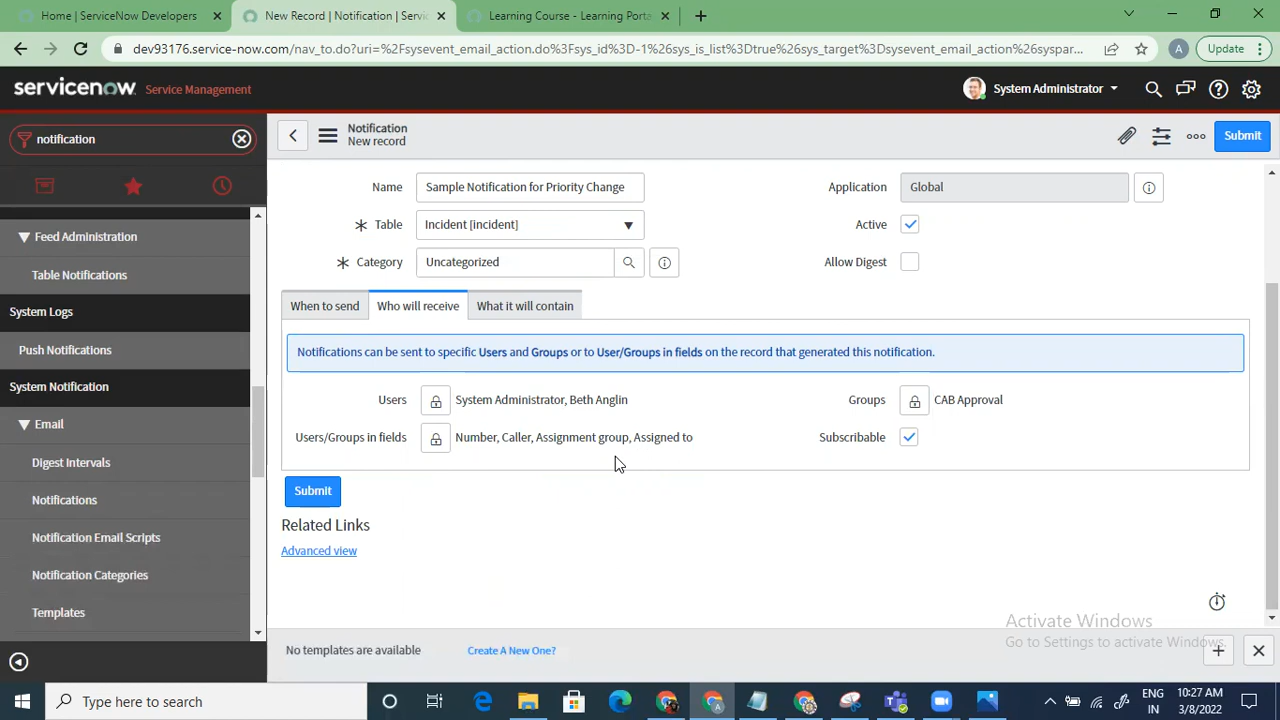 Home | ServiceNow Developers
New Record | Notification | Servic
Learning Course - Learning Porta
dev93176.service-now.com/nav_to.do?uri=%2Fsysevent_email_action.do%3Fsys_id%3D-1%26sys_is_list%3Dtrue%26sys_target%3Dsysevent_email_action%26syspar...
A
Update
servicenow Service Management
System Administrator
notification
Notification
New record
Submit
Feed Administration
Table Notifications
System Logs
Push Notifications
System Notification
Email
Digest Intervals
Notifications
Notification Email Scripts
Notification Categories
Templates
Name Sample Notification for Priority Change
Application Global
Table Incident [incident]
Active
Category Uncategorized
Allow Digest
When to send
Who will receive
What it will contain
Notifications can be sent to specific Users and Groups or to User/Groups in fields on the record that generated this notification.
Users System Administrator, Beth Anglin
Groups CAB Approval
Users/Groups in fields Number, Caller, Assignment group, Assigned to
Subscribable
Submit
Related Links
Advanced view
Activate Windows
Go to Settings to activate Windows.
No templates are available
Create A New One?
Type here to search
ENG
IN
10:27 AM
3/8/2022